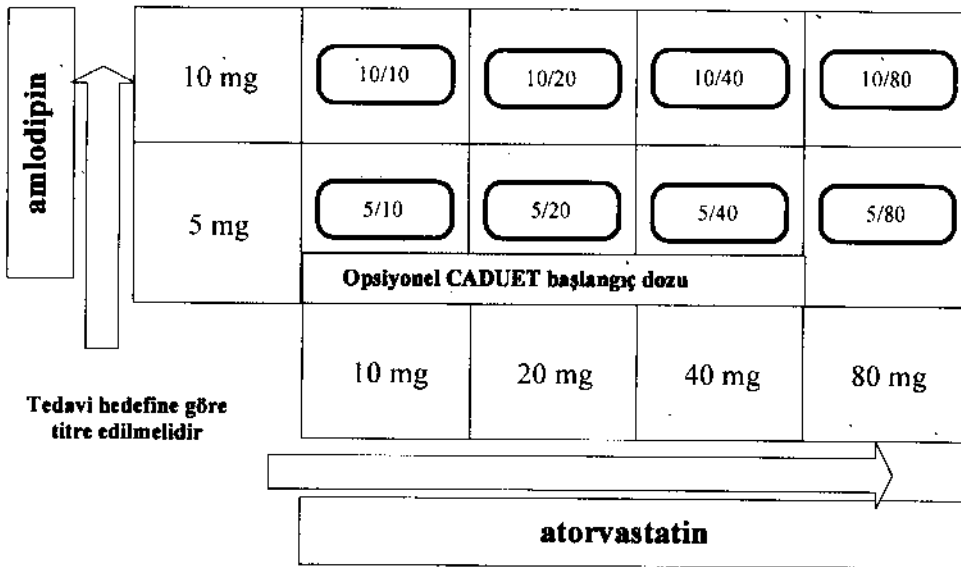 amlodipin
10 mg
10/10
10/20
10/40
10/80
5 mg
5/10
5/20
5/40
5/80
Opsiyonel CADUET başlangıç dozu
10 mg
20 mg
40 mg
80 mg
Tedavi hedefine göre
titre edilmelidir
atorvastatin